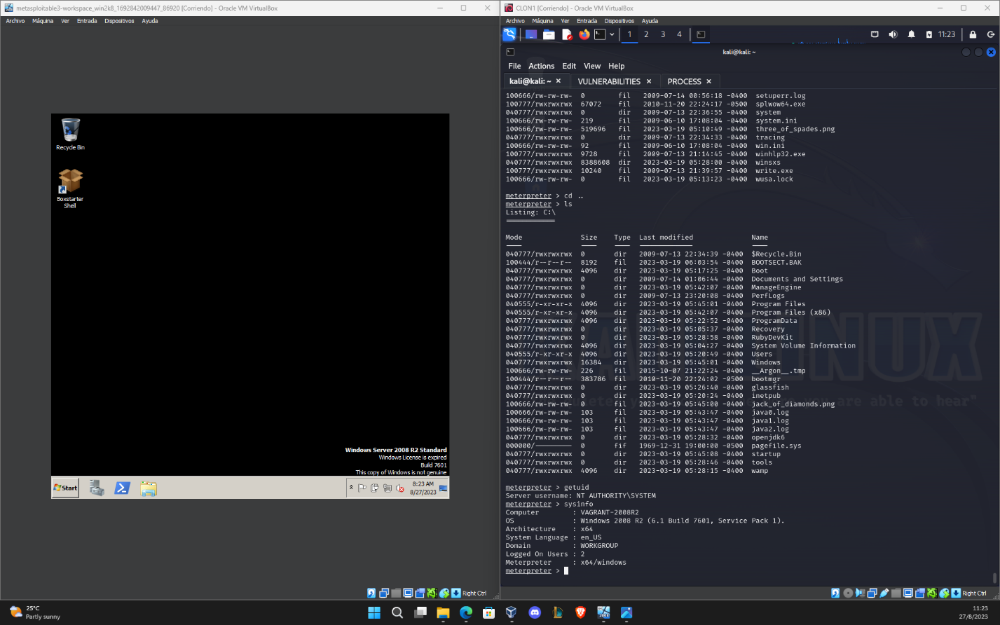 metasploitable3-workspace_win2k8_1692842009447_86920 [Corriendo] - Oracle VM VirtualBox
Archivo Máquina Ver Entrada Dispositivos Ayuda
Recycle Bin
Boxstarter
Shell
Windows Server 2008 R2 Standard
Windows License is expired
Build 7601
This copy of Windows is not genuine
Start
8:23 AM
8/27/2023
Right Ctrl
CLON1 [Corriendo] - Oracle VM VirtualBox
Archivo Máquina Ver Entrada Dispositivos Ayuda
1 2 3 4 11:23
kali@kali: ~
File Actions Edit View Help
kali@kali: ~ × VULNERABILITIES × PROCESS ×
100666/rw-rw-rw- 0 fil 2009-07-14 00:56:18 -0400 setuperr.log
100777/rwxrwxrwx 67072 fil 2010-11-20 22:24:17 -0500 splwow64.exe
040777/rwxrwxrwx 0 dir 2009-07-13 22:36:55 -0400 system
100666/rw-rw-rw- 219 fil 2009-06-10 17:08:04 -0400 system.ini
100666/rw-rw-rw- 519696 fil 2023-03-19 05:10:49 -0400 three_of_spades.png
040777/rwxrwxrwx 0 dir 2009-07-13 22:34:33 -0400 tracing
100666/rw-rw-rw- 92 fil 2009-06-10 17:08:04 -0400 win.ini
100777/rwxrwxrwx 9728 fil 2009-07-13 21:14:45 -0400 winhlp32.exe
040777/rwxrwxrwx 8388608 dir 2023-03-19 05:28:00 -0400 winsxs
100777/rwxrwxrwx 10240 fil 2009-07-13 21:39:57 -0400 write.exe
100666/rw-rw-rw- 0 fil 2023-03-19 05:13:23 -0400 wusa.lock
meterpreter > cd ..
meterpreter > ls
Listing: C:\
Mode Size Type Last modified Name
040777/rwxrwxrwx 0 dir 2009-07-13 22:34:39 -0400 $Recycle.Bin
100444/r--r--r-- 8192 fil 2023-03-19 06:03:54 -0400 BOOTSECT.BAK
040777/rwxrwxrwx 4096 dir 2023-03-19 05:17:25 -0400 Boot
040777/rwxrwxrwx 0 dir 2009-07-14 01:06:44 -0400 Documents and Settings
040777/rwxrwxrwx 0 dir 2023-03-19 05:42:07 -0400 ManageEngine
040777/rwxrwxrwx 0 dir 2009-07-13 23:20:08 -0400 PerfLogs
040555/r-xr-xr-x 4096 dir 2023-03-19 05:45:01 -0400 Program Files
040555/r-xr-xr-x 4096 dir 2023-03-19 05:42:07 -0400 Program Files (x86)
040777/rwxrwxrwx 4096 dir 2023-03-19 05:22:52 -0400 ProgramData
040777/rwxrwxrwx 0 dir 2023-03-19 05:05:37 -0400 Recovery
040777/rwxrwxrwx 0 dir 2023-03-19 05:28:58 -0400 RubyDevKit
040777/rwxrwxrwx 4096 dir 2023-03-19 05:04:27 -0400 System Volume Information
040555/r-xr-xr-x 4096 dir 2023-03-19 05:20:49 -0400 Users
040777/rwxrwxrwx 16384 dir 2023-03-19 05:45:01 -0400 Windows
100666/rw-rw-rw- 226 fil 2015-10-07 21:22:24 -0400 __Argon__.tmp
100444/r--r--r-- 383786 fil 2010-11-20 22:24:02 -0500 bootmgr
040777/rwxrwxrwx 0 dir 2023-03-19 05:26:40 -0400 glassfish
040777/rwxrwxrwx 0 dir 2023-03-19 05:20:24 -0400 inetpub
100666/rw-rw-rw- 0 fil 2023-03-19 05:45:00 -0400 jack_of_diamonds.png
100666/rw-rw-rw- 103 fil 2023-03-19 05:43:47 -0400 java0.log
100666/rw-rw-rw- 103 fil 2023-03-19 05:43:47 -0400 java1.log
100666/rw-rw-rw- 103 fil 2023-03-19 05:43:47 -0400 java2.log
040777/rwxrwxrwx 0 dir 2023-03-19 05:28:32 -0400 openjdk6
000000/--------- 0 fif 1969-12-31 19:00:00 -0500 pagefile.sys
040777/rwxrwxrwx 0 dir 2023-03-19 05:45:08 -0400 startup
040777/rwxrwxrwx 0 dir 2023-03-19 05:28:46 -0400 tools
040777/rwxrwxrwx 4096 dir 2023-03-19 05:28:15 -0400 wamp
meterpreter > getuid
Server username: NT AUTHORITY\SYSTEM
meterpreter > sysinfo
Computer : VAGRANT-2008R2
OS : Windows 2008 R2 (6.1 Build 7601, Service Pack 1).
Architecture : x64
System Language : en_US
Domain : WORKGROUP
Logged On Users : 2
Meterpreter : x64/windows
meterpreter >
Right Ctrl
25°C
Partly sunny
11:23
27/8/2023